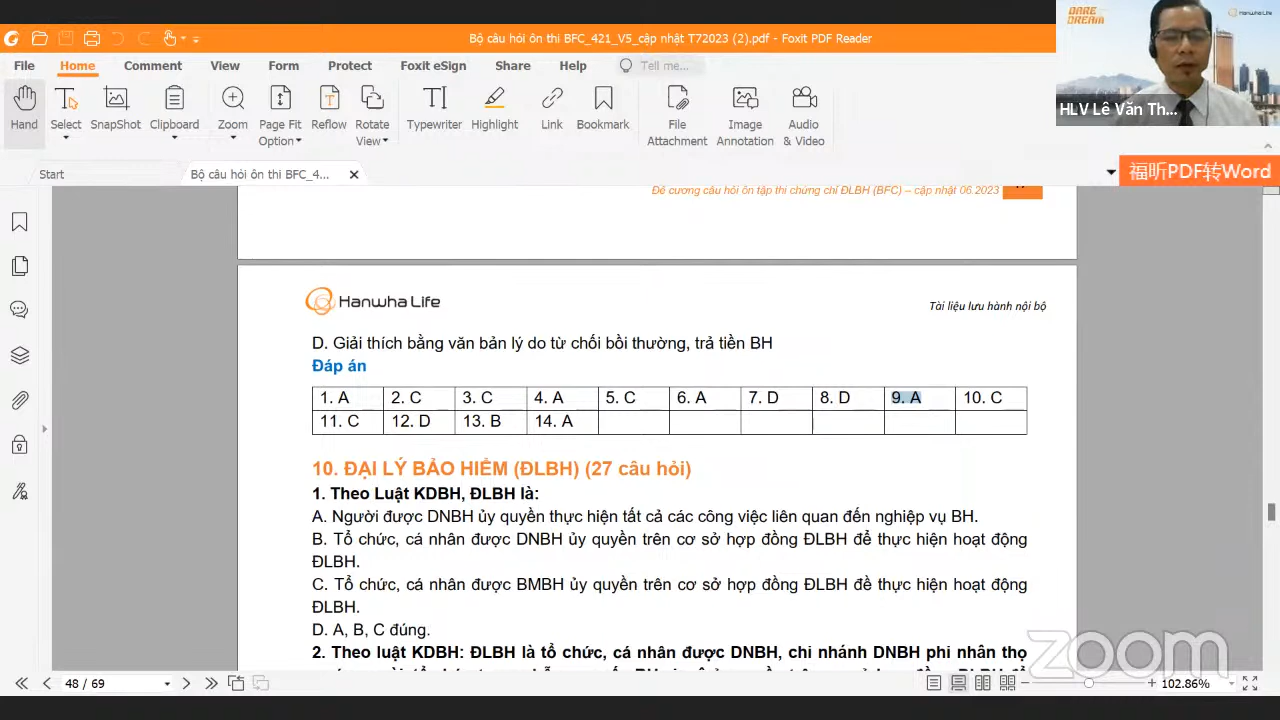 DARE DREAM
Hanwha Life
HLV Lê Văn Th...
Bộ câu hỏi ôn thi BFC_421_V5_cập nhật T72023 (2).pdf - Foxit PDF Reader
File Home Comment View Form Protect Foxit eSign Share Help Tell me...
Hand Select SnapShot Clipboard Zoom Page Fit Option Reflow Rotate View Typewriter Highlight Link Bookmark File Attachment Image Annotation Audio & Video
Start Bộ câu hỏi ôn thi BFC_4...
福昕PDF转Word
Đề cương câu hỏi ôn tập thi chứng chỉ ĐLBH (BFC) – cập nhật 06.2023
Hanwha Life
Tài liệu lưu hành nội bộ
D. Giải thích bằng văn bản lý do từ chối bồi thường, trả tiền BH
Đáp án
1. A 2. C 3. C 4. A 5. C 6. A 7. D 8. D 9. A 10. C
11. C 12. D 13. B 14. A
10. ĐẠI LÝ BẢO HIỂM (ĐLBH) (27 câu hỏi)
1. Theo Luật KDBH, ĐLBH là:
A. Người được DNBH ủy quyền thực hiện tất cả các công việc liên quan đến nghiệp vụ BH.
B. Tổ chức, cá nhân được DNBH ủy quyền trên cơ sở hợp đồng ĐLBH để thực hiện hoạt động
ĐLBH.
C. Tổ chức, cá nhân được BMBH ủy quyền trên cơ sở hợp đồng ĐLBH để thực hiện hoạt động
ĐLBH.
D. A, B, C đúng.
2. Theo luật KDBH: ĐLBH là tổ chức, cá nhân được DNBH, chi nhánh DNBH phi nhân thọ
zoom
48 / 69
102.86%